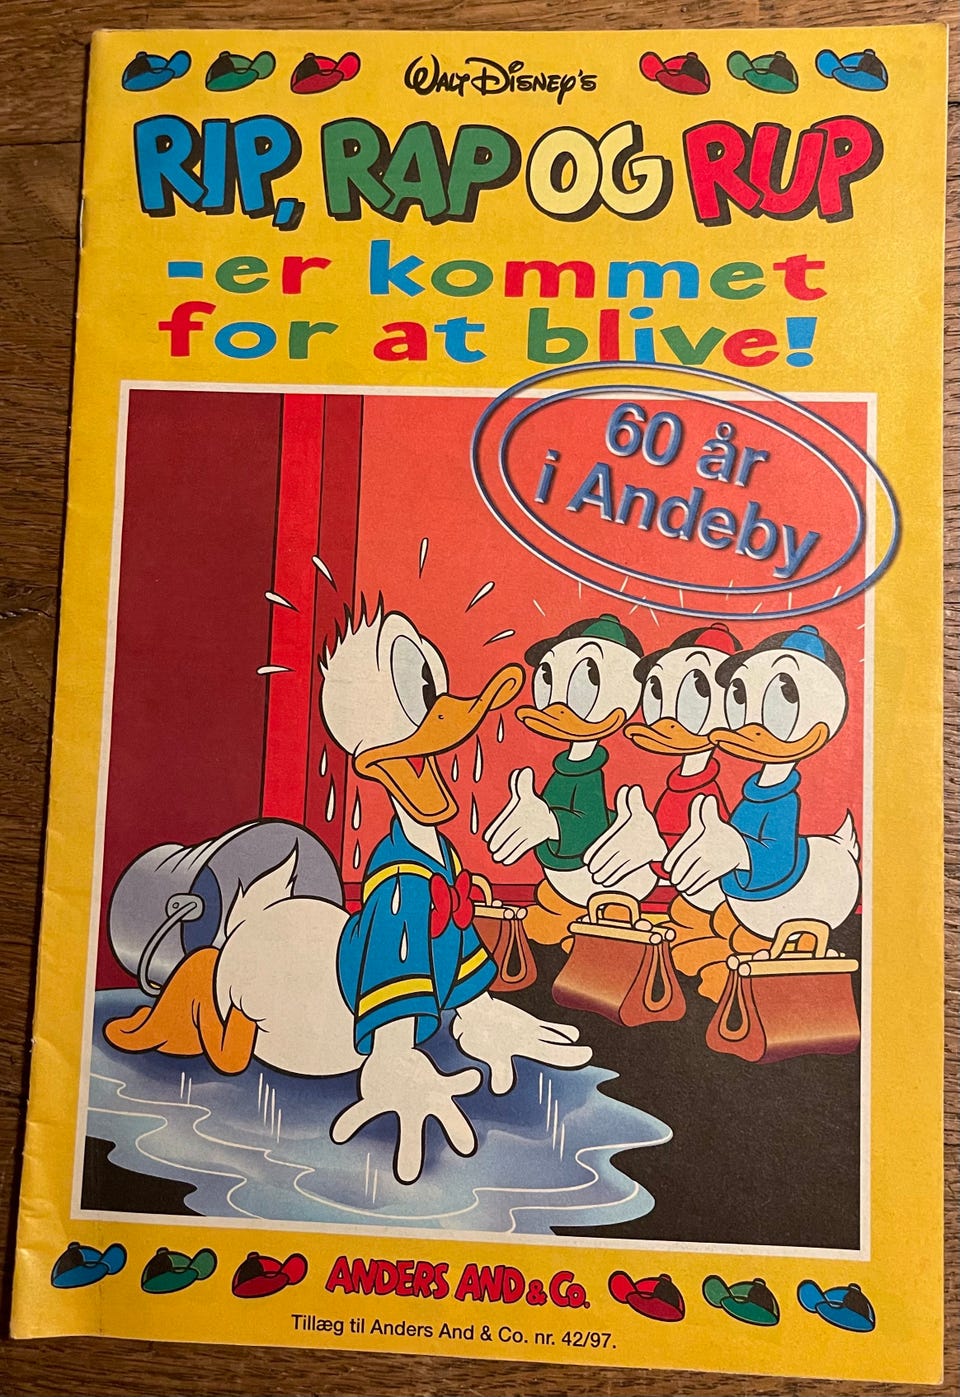 Walt Disney's
RIP, RAP OG RUP
-er kommet
for at blive!
60 år
i Andeby
ANDERS AND & Co.
Tillæg til Anders And & Co. nr. 42/97.